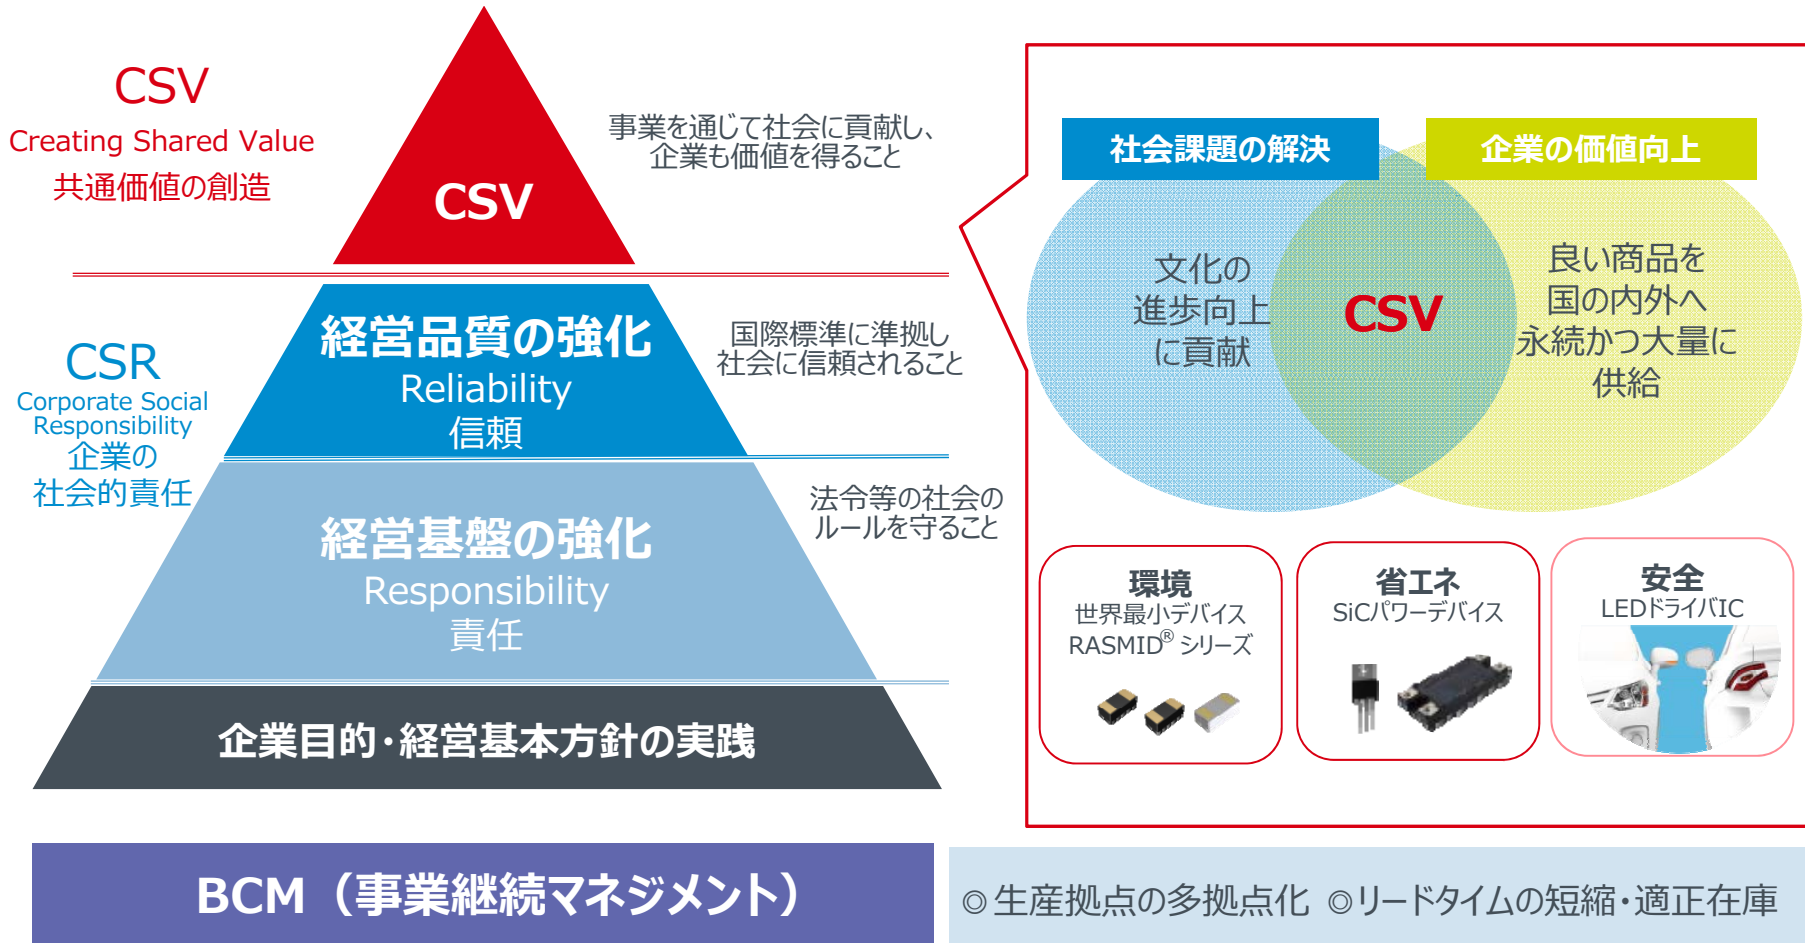 CSV
Creating Shared Value
共通価値の創造
CSV
事業を通じて社会に貢献し、
企業も価値を得ること
CSR
Corporate Social
Responsibility
企業の
社会的責任
経営品質の強化
Reliability
信頼
国際標準に準拠し
社会に信頼されること
経営基盤の強化
Responsibility
責任
法令等の社会の
ルールを守ること
企業目的・経営基本方針の実践
社会課題の解決
企業の価値向上
文化の
進歩向上
に貢献
CSV
良い商品を
国の内外へ
永続かつ大量に
供給
環境
世界最小デバイス
RASMID® シリーズ
省エネ
SiCパワーデバイス
安全
LEDドライバIC
BCM（事業継続マネジメント）
◎生産拠点の多拠点化 ◎リードタイムの短縮・適正在庫